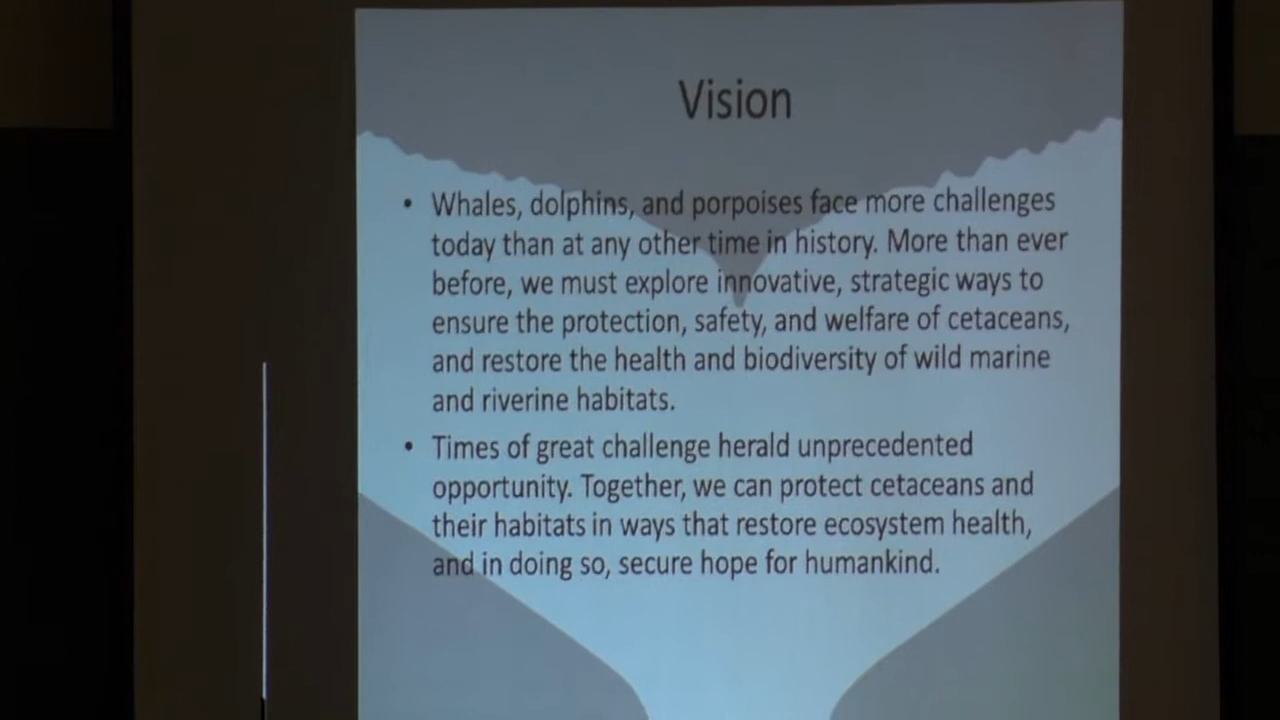 Vision
• Whales, dolphins, and porpoises face more challenges
today than at any other time in history. More than ever
before, we must explore innovative, strategic ways to
ensure the protection, safety, and welfare of cetaceans,
and restore the health and biodiversity of wild marine
and riverine habitats.
• Times of great challenge herald unprecedented
opportunity. Together, we can protect cetaceans and
their habitats in ways that restore ecosystem health,
and in doing so, secure hope for humankind.